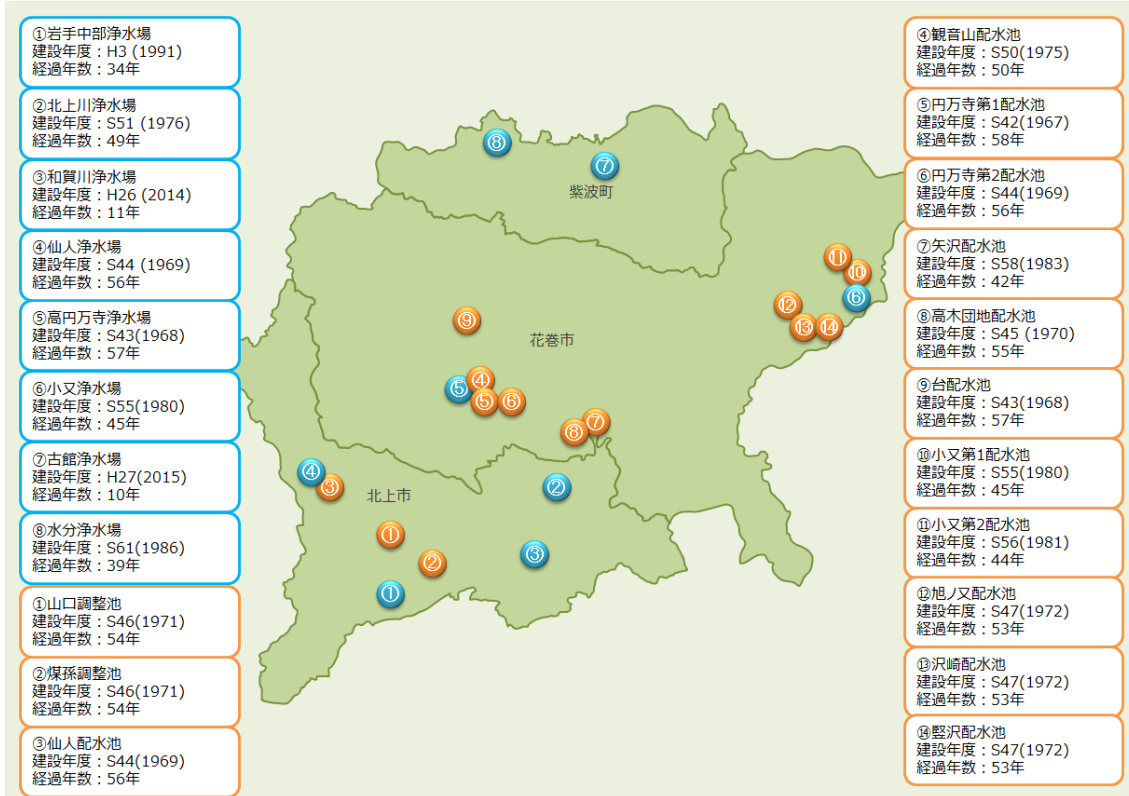 ①岩手中部浄水場
建設年度：H3 (1991)
経過年数：34年
②北上川浄水場
建設年度：S51 (1976)
経過年数：49年
③和賀川浄水場
建設年度：H26 (2014)
経過年数：11年
④仙人浄水場
建設年度：S44 (1969)
経過年数：56年
⑤高円万寺浄水場
建設年度：S43(1968)
経過年数：57年
⑥小又浄水場
建設年度：S55(1980)
経過年数：45年
⑦古館浄水場
建設年度：H27(2015)
経過年数：10年
⑧水分浄水場
建設年度：S61(1986)
経過年数：39年
①山口調整池
建設年度：S46(1971)
経過年数：54年
②煤孫調整池
建設年度：S46(1971)
経過年数：54年
③仙人配水池
建設年度：S44(1969)
経過年数：56年
⑧
⑦
紫波町
⑪
⑩
⑥
⑫
⑬
⑭
⑨
花巻市
④
⑤
⑤
⑥
⑦
⑧
④
③
北上市
②
①
②
③
①
④観音山配水池
建設年度：S50(1975)
経過年数：50年
⑤円万寺第1配水池
建設年度：S42(1967)
経過年数：58年
⑥円万寺第2配水池
建設年度：S44(1969)
経過年数：56年
⑦矢沢配水池
建設年度：S58(1983)
経過年数：42年
⑧高木団地配水池
建設年度：S45 (1970)
経過年数：55年
⑨台配水池
建設年度：S43(1968)
経過年数：57年
⑩小又第1配水池
建設年度：S55(1980)
経過年数：45年
⑪小又第2配水池
建設年度：S56(1981)
経過年数：44年
⑫旭ノ又配水池
建設年度：S47(1972)
経過年数：53年
⑬沢崎配水池
建設年度：S47(1972)
経過年数：53年
⑭竪沢配水池
建設年度：S47(1972)
経過年数：53年